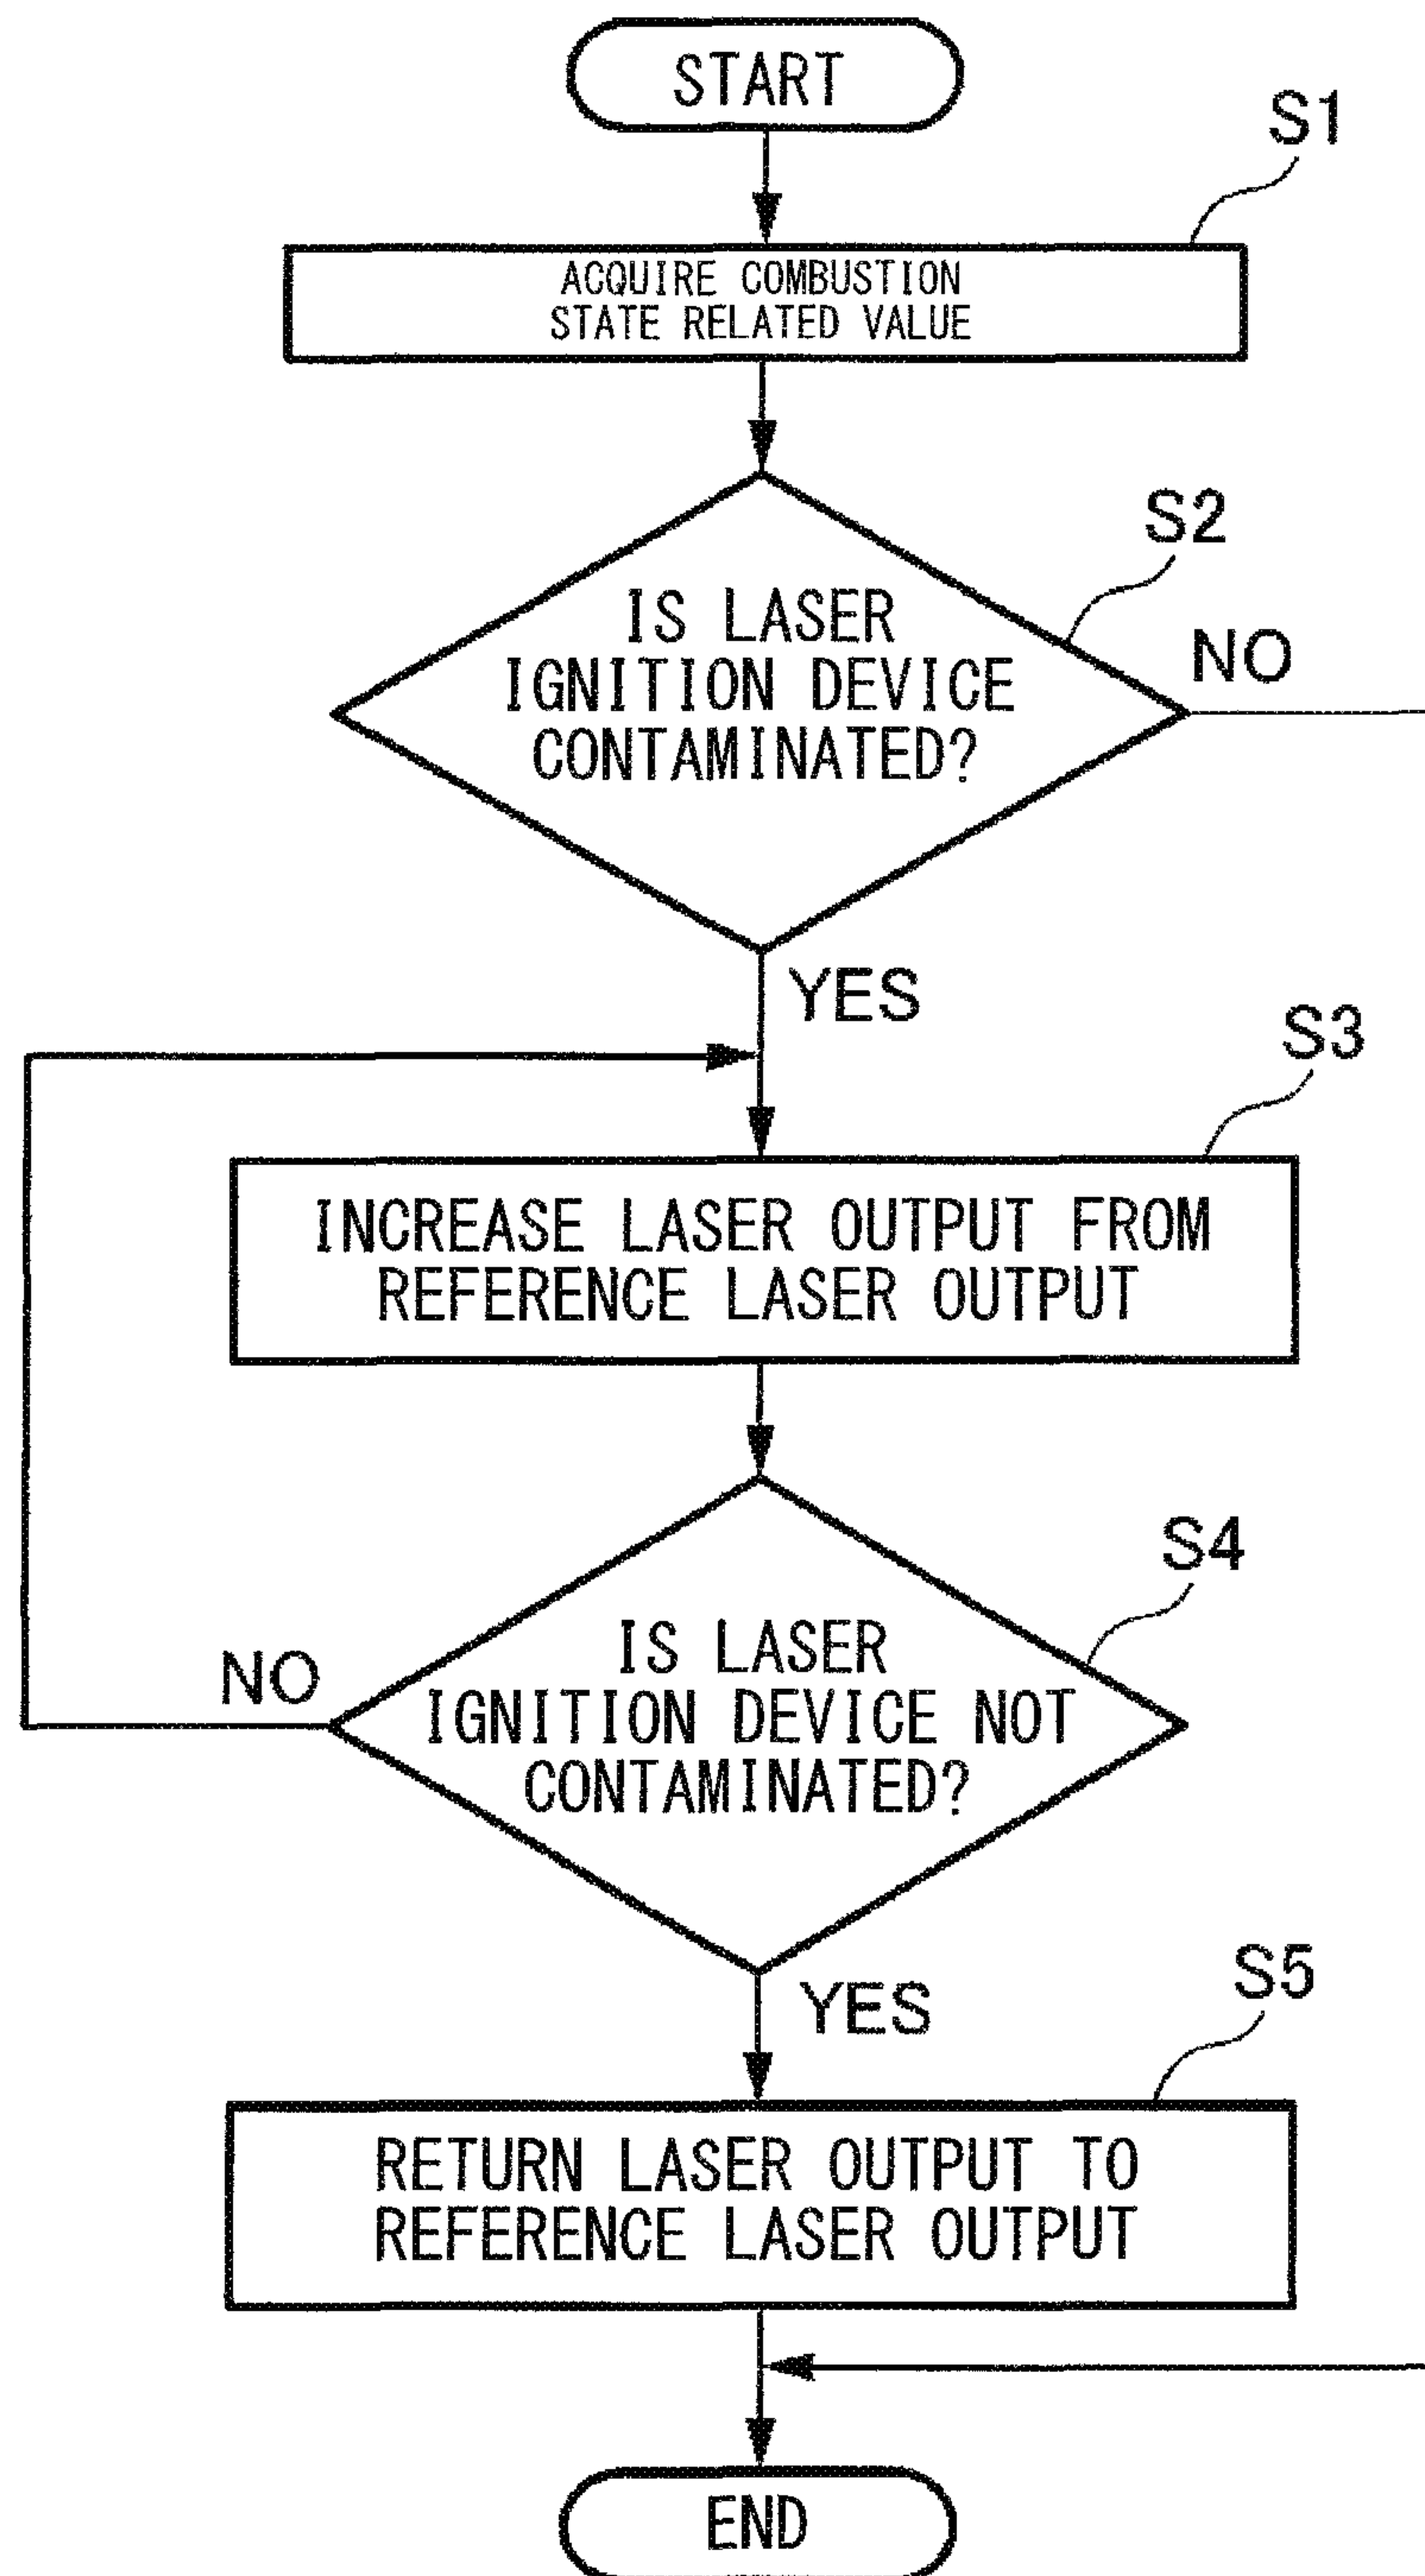 START
S1
ACQUIRE COMBUSTION
STATE RELATED VALUE
S2
IS LASER
IGNITION DEVICE
CONTAMINATED?
NO
YES
S3
INCREASE LASER OUTPUT FROM
REFERENCE LASER OUTPUT
S4
IS LASER
IGNITION DEVICE NOT
CONTAMINATED?
NO
YES
S5
RETURN LASER OUTPUT TO
REFERENCE LASER OUTPUT
END